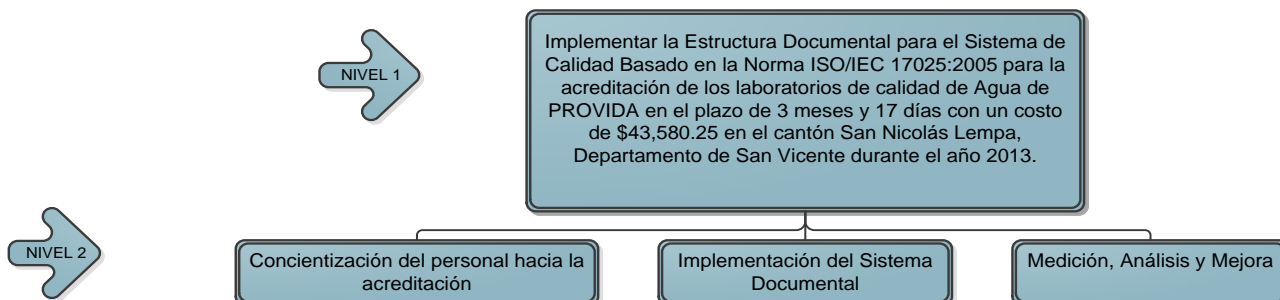 NIVEL 1
Implementar la Estructura Documental para el Sistema de
Calidad Basado en la Norma ISO/IEC 17025:2005 para la
acreditación de los laboratorios de calidad de Agua de
PROVIDA en el plazo de 3 meses y 17 días con un costo
de $43,580.25 en el cantón San Nicolás Lempa,
Departamento de San Vicente durante el año 2013.
NIVEL 2
Concientización del personal hacia la
acreditación
Implementación del Sistema
Documental
Medición, Análisis y Mejora